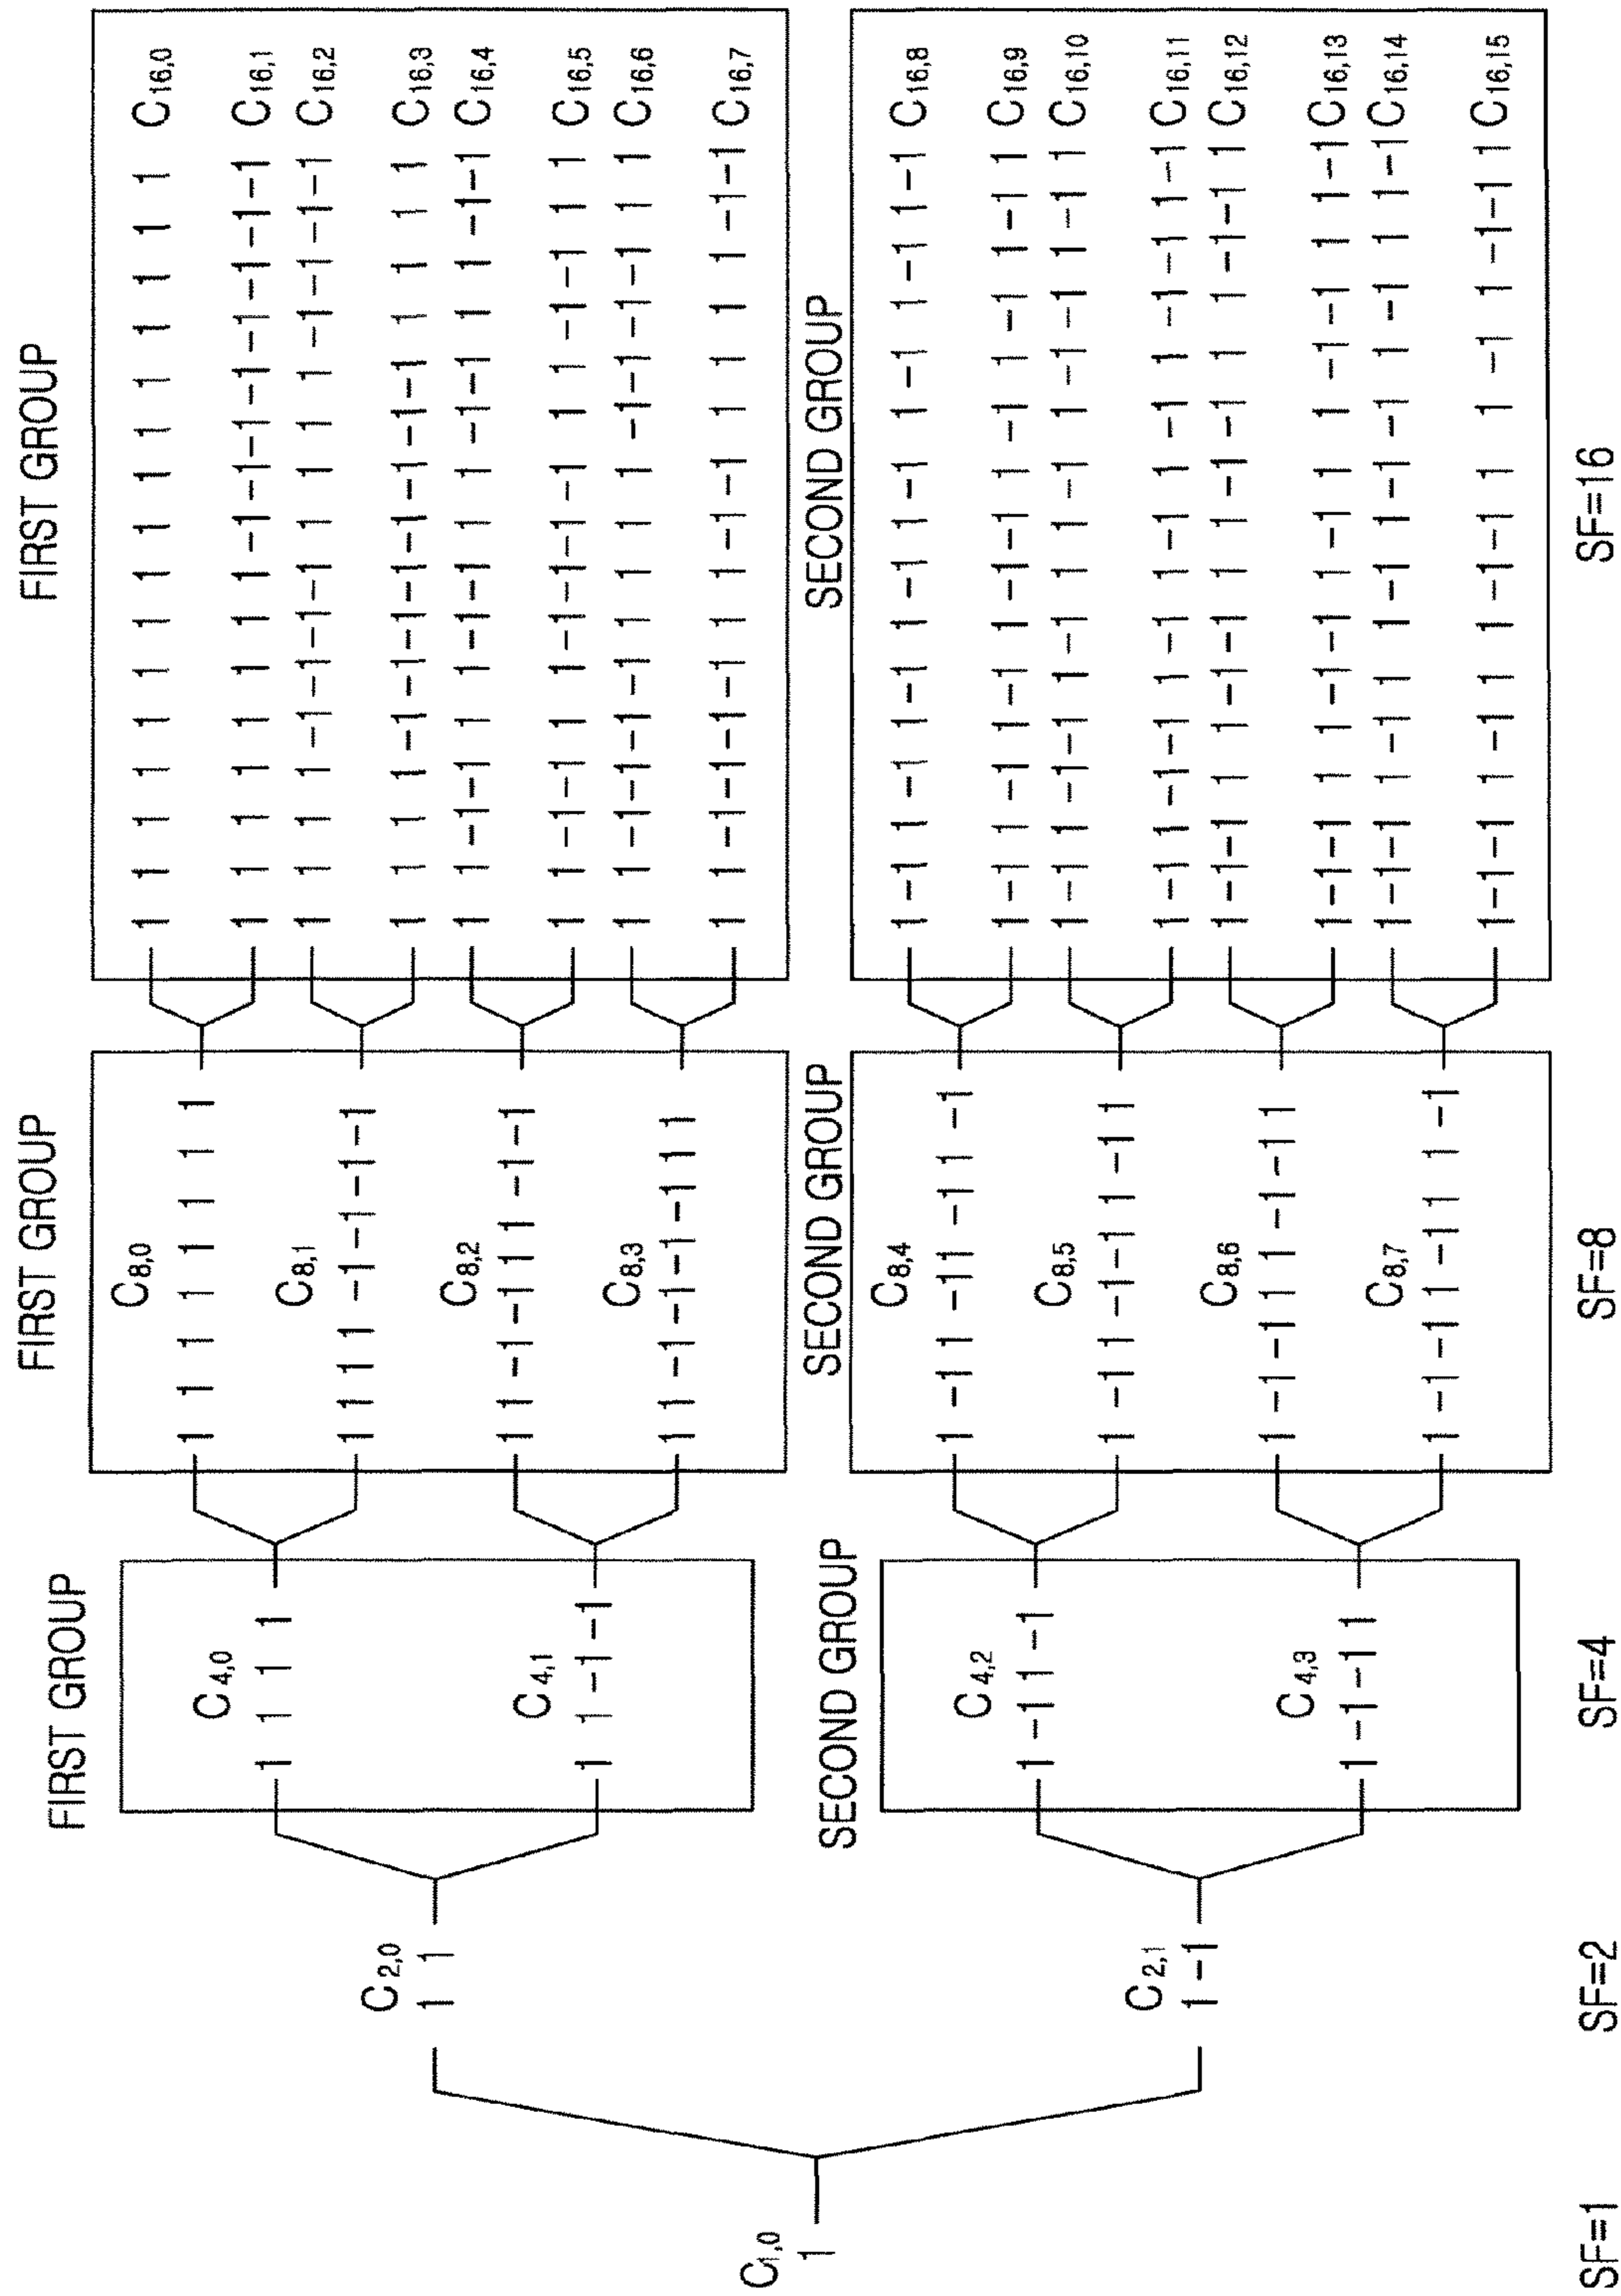 FIRST GROUP
FIRST GROUP
FIRST GROUP
C1,0
1
C2,0
1 1
C4,0
1 1 1 1
C4,1
1 1-1-1
C8,0
1 1 1 1 1 1 1 1
C8,1
1 1 1 1 -1-1-1-1
C8,2
1 1 -1-1 1 1 -1-1
C8,3
1 1 -1-1-1-1 1 1
1 1 1 1 1 1 1 1 1 1 1 1 1 1 1 1 C16,0
1 1 1 1 1 1 1 1 -1-1-1-1-1-1-1-1 C16,1
1 1 1 1 -1-1-1-1 1 1 1 1 -1-1-1-1 C16,2
1 1 1 1 -1-1-1-1-1-1-1-1 1 1 1 1 C16,3
1 1-1-1 1 1-1-1 1 1-1-1 1 1-1-1 C16,4
1 1-1-1 1 1-1-1-1-1 1 1-1-1 1 1 C16,5
1 1-1-1-1-1 1 1 1 1-1-1-1-1 1 1 C16,6
1 1-1-1-1-1 1 1-1-1 1 1 1 1-1-1 C16,7
SECOND GROUP
SECOND GROUP
SECOND GROUP
C2,1
1 -1
C4,2
1 -1 1 -1
C4,3
1 -1-1 1
C8,4
1 -1 1 -1 1 -1 1 -1
C8,5
1 -1 1 -1-1 1 -1 1
C8,6
1 -1-1 1 1 -1-1 1
C8,7
1 -1-1 1 -1 1 1 -1
1-1 1-1 1-1 1-1 1-1 1-1 1-1 1-1 C16,8
1-1 1-1 1-1 1-1-1 1-1 1-1 1-1 1 C16,9
1-1 1-1-1 1-1 1 1-1 1-1-1 1-1 1 C16,10
1-1 1-1-1 1-1 1-1 1-1 1 1-1 1-1 C16,11
1-1-1 1 1-1-1 1 1-1-1 1 1-1-1 1 C16,12
1-1-1 1 1-1-1 1-1 1 1-1-1 1 1-1 C16,13
1-1-1 1-1 1 1-1 1-1-1 1-1 1 1-1 C16,14
1-1-1 1-1 1 1-1-1 1 1-1 1-1-1 1 C16,15
SF=1
SF=2
SF=4
SF=8
SF=16